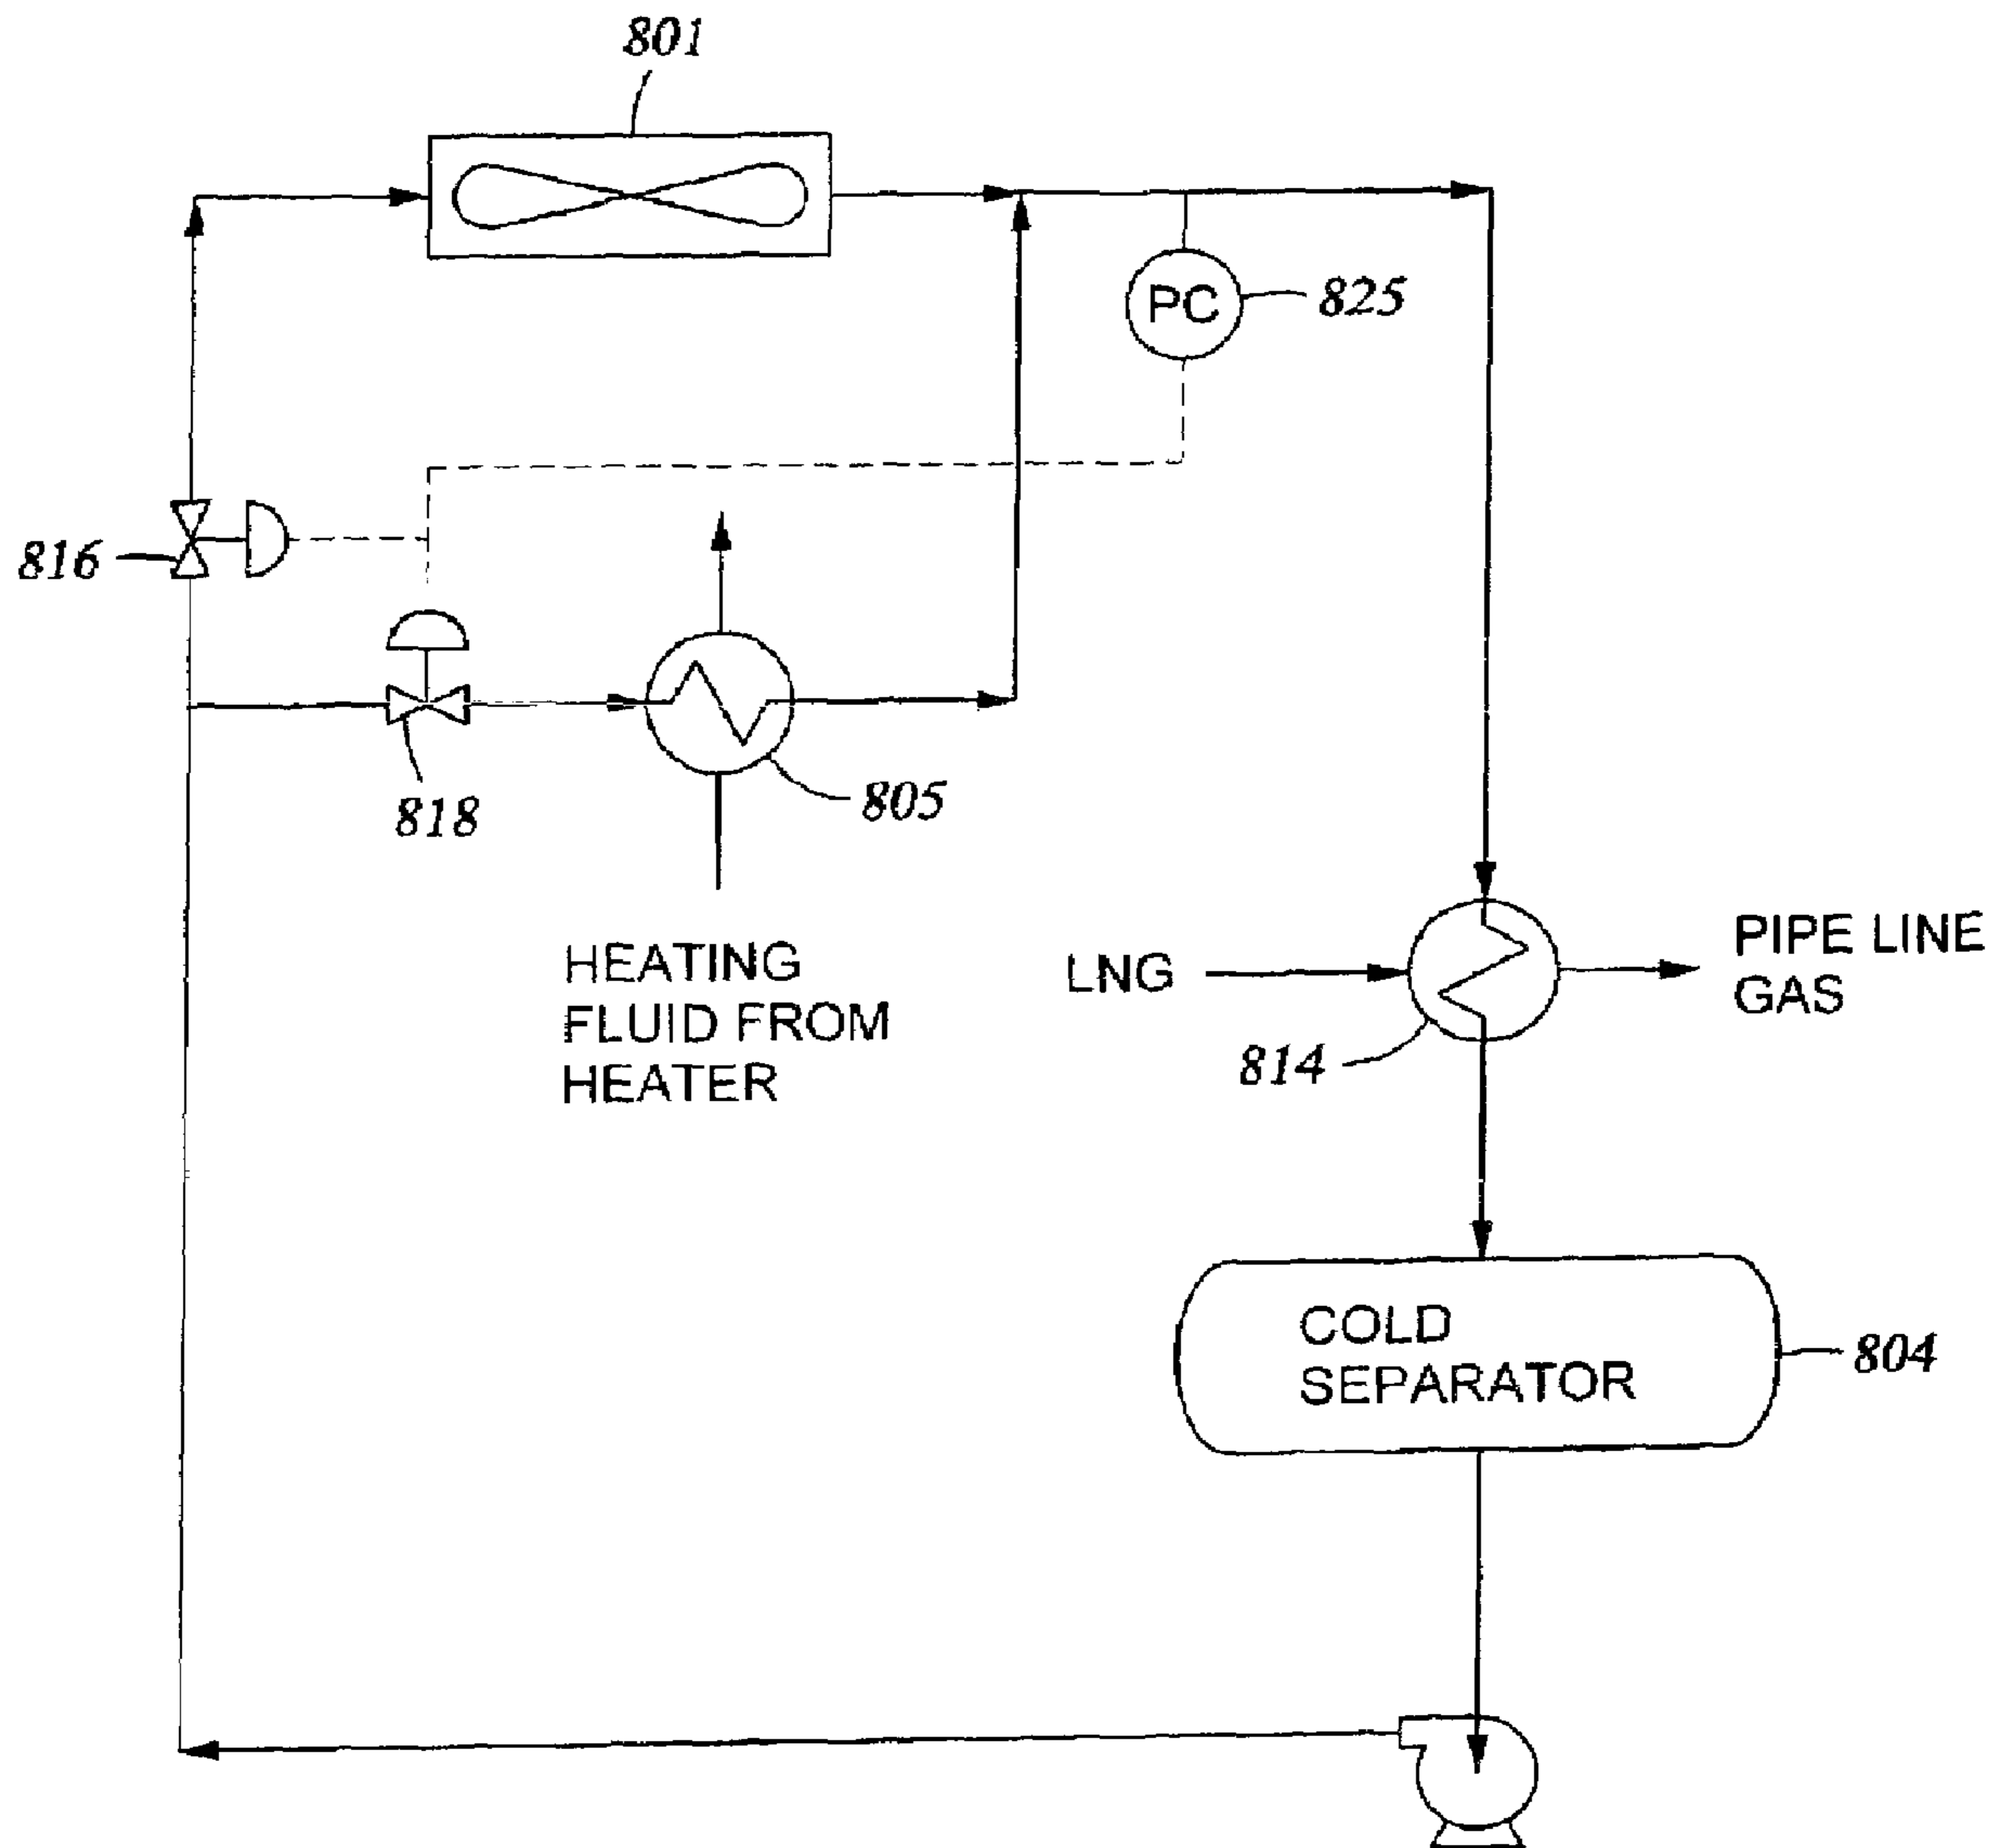 801
PC
825
816
818
805
HEATING
FLUID FROM
HEATER
LNG
PIPE LINE
GAS
814
COLD
SEPARATOR
804